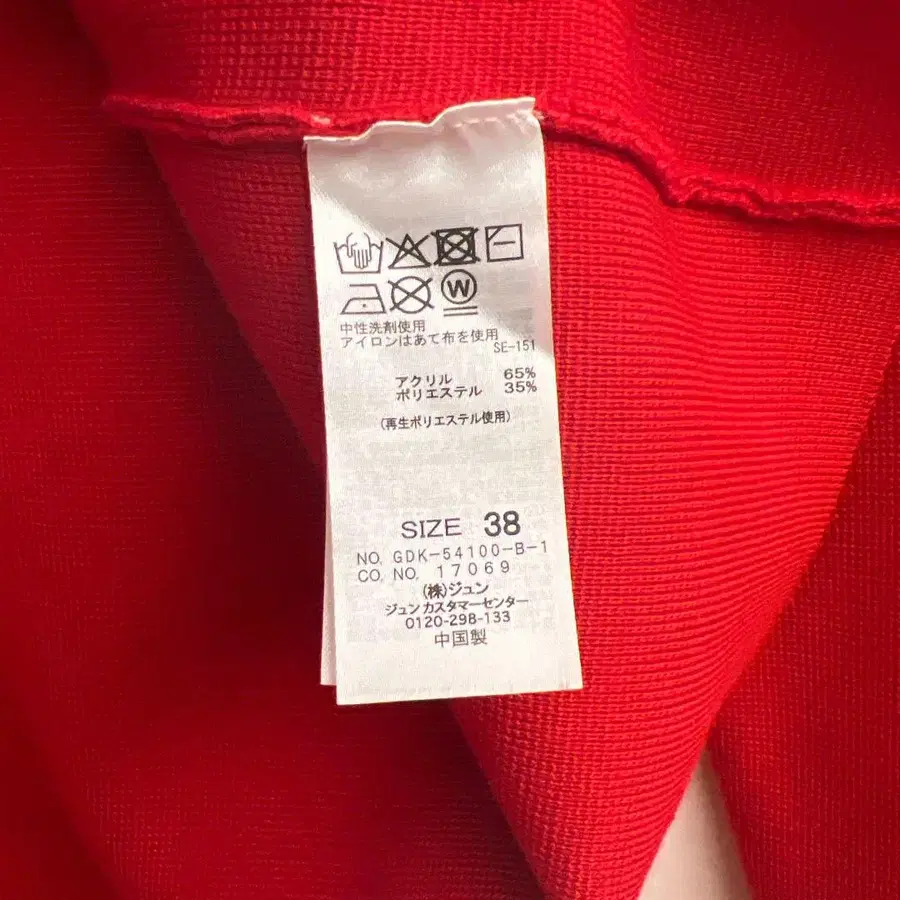 W
中性洗剤使用
アイロンはあて布を使用
SE-151
アクリル 65%
ポリエステル 35%
(再生ポリエステル使用)
SIZE 38
NO. GDK-54100-B-1
CO. NO. 17069
(株)ジュン
ジュンカスタマーセンター
0120-298-133
中国製